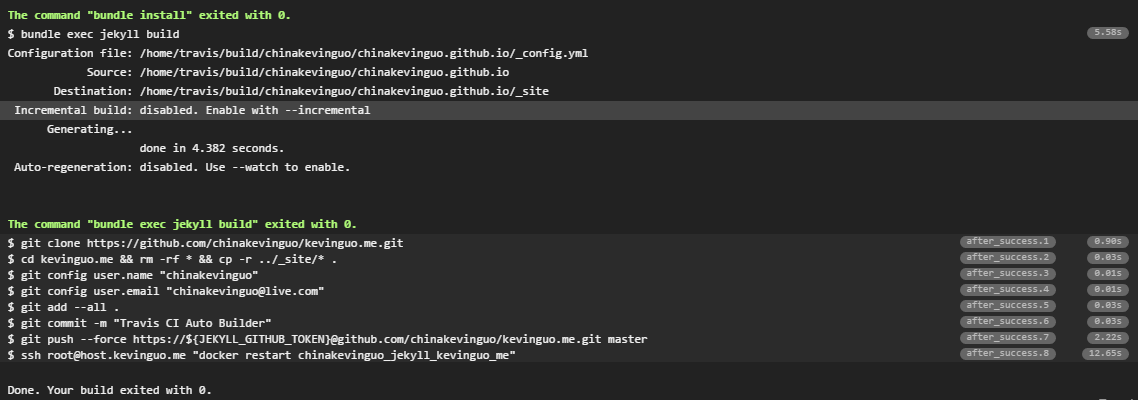 The command "bundle install" exited with 0.
$ bundle exec jekyll build 5.58s
Configuration file: /home/travis/build/chinakevinguo/chinakevinguo.github.io/_config.yml
Source: /home/travis/build/chinakevinguo/chinakevinguo.github.io
Destination: /home/travis/build/chinakevinguo/chinakevinguo.github.io/_site
Incremental build: disabled. Enable with --incremental
Generating...
done in 4.382 seconds.
Auto-regeneration: disabled. Use --watch to enable.
The command "bundle exec jekyll build" exited with 0.
$ git clone https://github.com/chinakevinguo/kevinguo.me.git after_success.1 0.90s
$ cd kevinguo.me && rm -rf * && cp -r ../_site/* . after_success.2 0.03s
$ git config user.name "chinakevinguo" after_success.3 0.01s
$ git config user.email "chinakevinguo@live.com" after_success.4 0.01s
$ git add --all . after_success.5 0.03s
$ git commit -m "Travis CI Auto Builder" after_success.6 0.03s
$ git push --force https://${JEKYLL_GITHUB_TOKEN}@github.com/chinakevinguo/kevinguo.me.git master after_success.7 2.22s
$ ssh root@host.kevinguo.me "docker restart chinakevinguo_jekyll_kevinguo_me" after_success.8 12.65s
Done. Your build exited with 0.